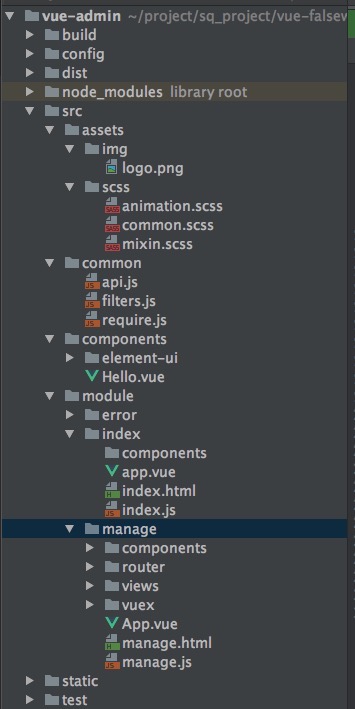 vue-admin ~/project/sq_project/vue-falsew
build
config
dist
node_modules library root
src
assets
img
logo.png
scss
animation.scss
common.scss
mixin.scss
common
api.js
filters.js
require.js
components
element-ui
Hello.vue
module
error
index
components
app.vue
index.html
index.js
manage
components
router
views
vuex
App.vue
manage.html
manage.js
static
test